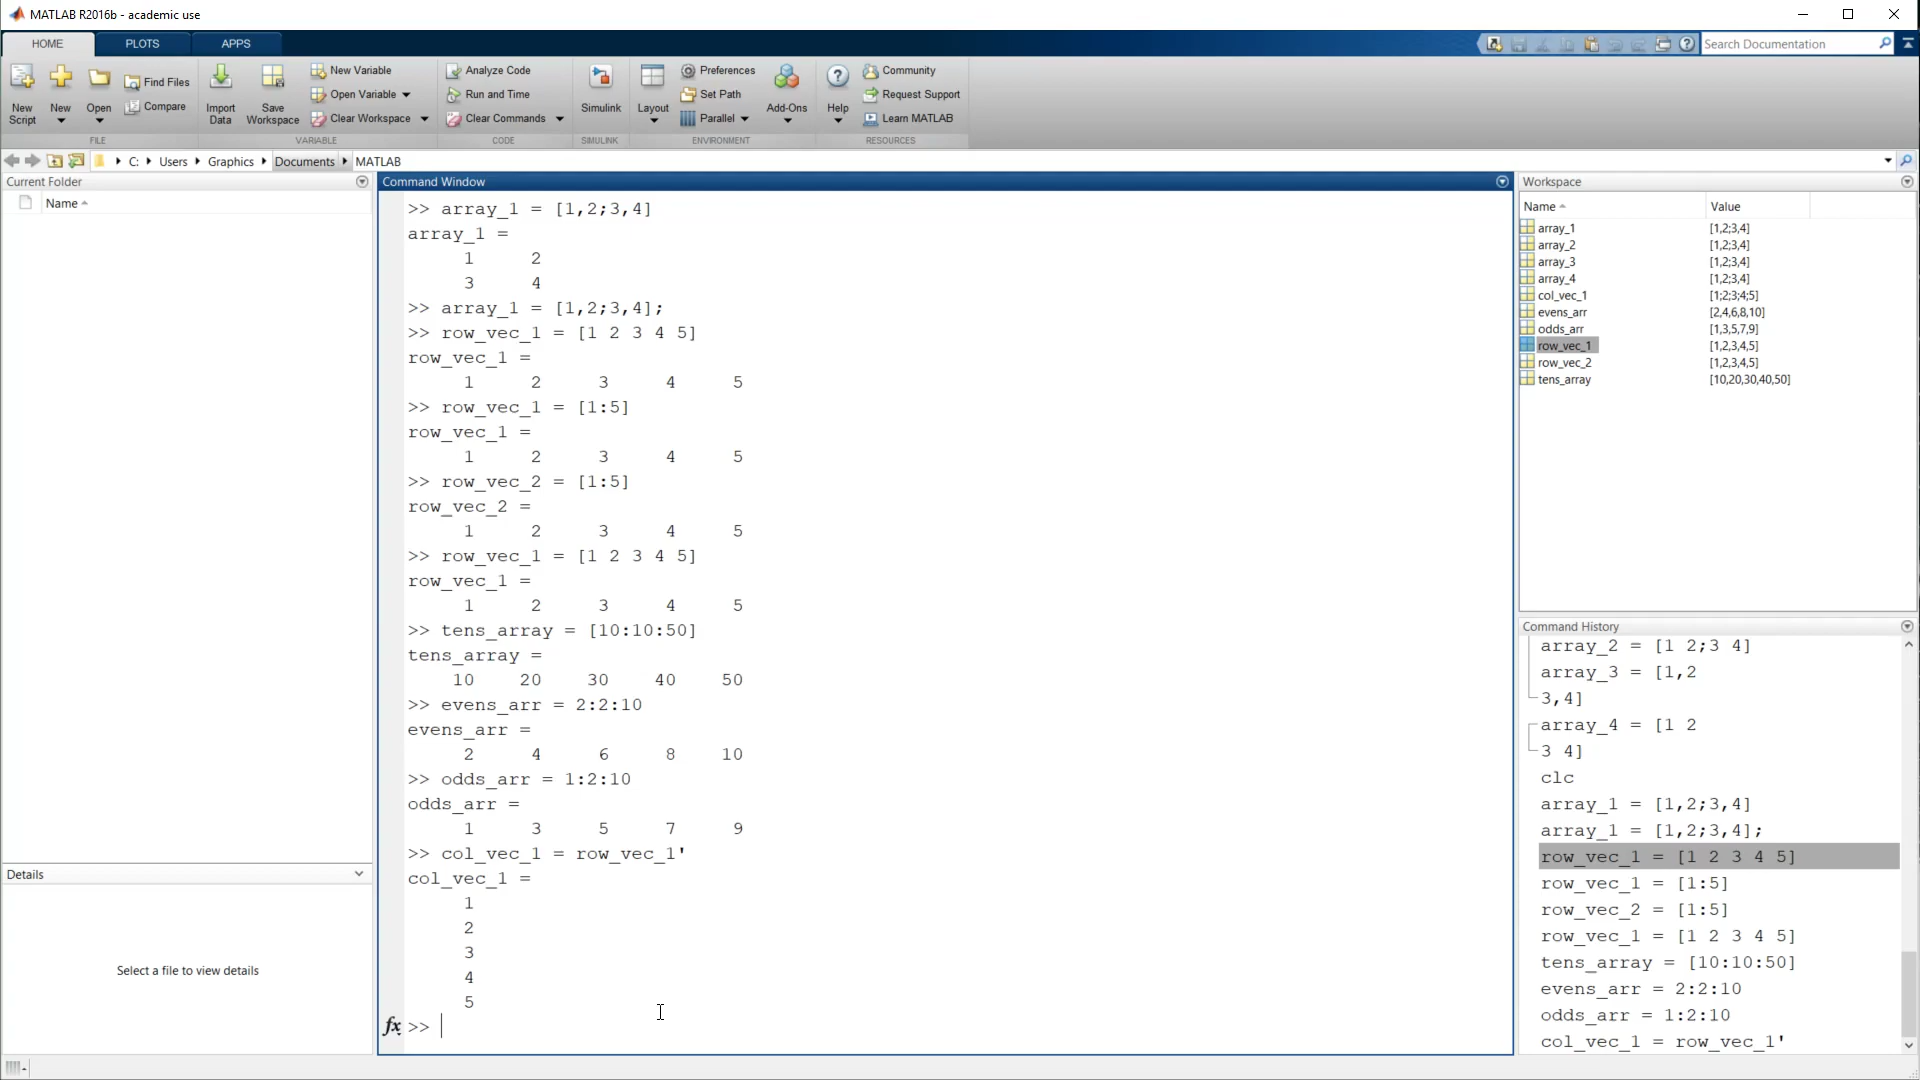 MATLAB R2016b - academic use
HOME PLOTS APPS
Search Documentation
New Script
New
Open
Find Files
Compare
FILE
Import Data
Save Workspace
New Variable
Open Variable
Clear Workspace
VARIABLE
Analyze Code
Run and Time
Clear Commands
CODE
Simulink
SIMULINK
Layout
Preferences
Set Path
Parallel
Add-Ons
ENVIRONMENT
Help
Community
Request Support
Learn MATLAB
RESOURCES
C: Users Graphics Documents MATLAB
Current Folder
Name
Details
Select a file to view details
Command Window
>> array_1 = [1,2;3,4]
array_1 =
1 2
3 4
>> array_1 = [1,2;3,4];
>> row_vec_1 = [1 2 3 4 5]
row_vec_1 =
1 2 3 4 5
>> row_vec_1 = [1:5]
row_vec_1 =
1 2 3 4 5
>> row_vec_2 = [1:5]
row_vec_2 =
1 2 3 4 5
>> row_vec_1 = [1 2 3 4 5]
row_vec_1 =
1 2 3 4 5
>> tens_array = [10:10:50]
tens_array =
10 20 30 40 50
>> evens_arr = 2:2:10
evens_arr =
2 4 6 8 10
>> odds_arr = 1:2:10
odds_arr =
1 3 5 7 9
>> col_vec_1 = row_vec_1'
col_vec_1 =
1
2
3
4
5
fx >>
Workspace
Name Value
array_1 [1,2;3,4]
array_2 [1,2;3,4]
array_3 [1,2;3,4]
array_4 [1,2;3,4]
col_vec_1 [1;2;3;4;5]
evens_arr [2,4,6,8,10]
odds_arr [1,3,5,7,9]
row_vec_1 [1,2,3,4,5]
row_vec_2 [1,2,3,4,5]
tens_array [10,20,30,40,50]
Command History
array_2 = [1 2;3 4]
array_3 = [1,2
3,4]
array_4 = [1 2
3 4]
clc
array_1 = [1,2;3,4]
array_1 = [1,2;3,4];
row_vec_1 = [1 2 3 4 5]
row_vec_1 = [1:5]
row_vec_2 = [1:5]
row_vec_1 = [1 2 3 4 5]
tens_array = [10:10:50]
evens_arr = 2:2:10
odds_arr = 1:2:10
col_vec_1 = row_vec_1'